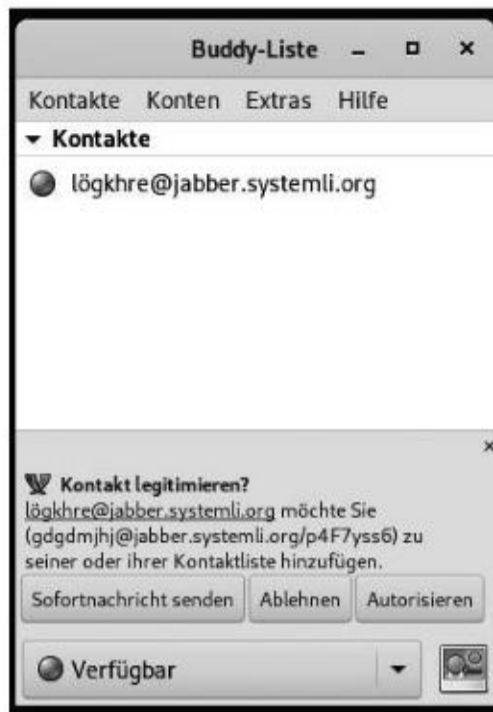 Buddy-Liste
Kontakte Konten Extras Hilfe
Kontakte
lögkhre@jabber.systemli.org
Kontakt legitimieren?
lögkhre@jabber.systemli.org möchte Sie
(gdgdmjhj@jabber.systemli.org/p4F7yss6) zu
seiner oder ihrer Kontaktliste hinzufügen.
Sofortnachricht senden Ablehnen Autorisieren
Verfügbar